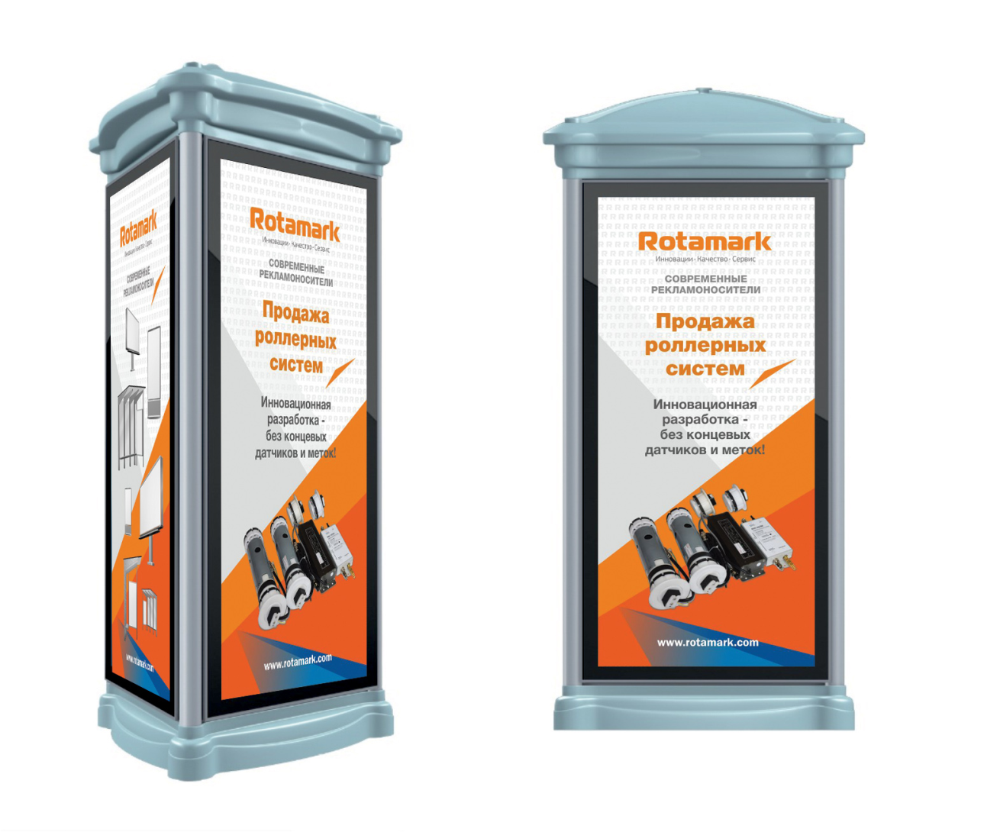 Rotamark
Инновации · Качество · Сервис
СОВРЕМЕННЫЕ
РЕКЛАМОНОСИТЕЛИ
www.rotamark.com
Rotamark
Инновации · Качество · Сервис
СОВРЕМЕННЫЕ
РЕКЛАМОНОСИТЕЛИ
Продажа
роллерных
систем
Инновационная
разработка -
без концевых
датчиков и меток!
www.rotamark.com
Rotamark
Инновации · Качество · Сервис
СОВРЕМЕННЫЕ
РЕКЛАМОНОСИТЕЛИ
Продажа
роллерных
систем
Инновационная
разработка -
без концевых
датчиков и меток!
www.rotamark.com